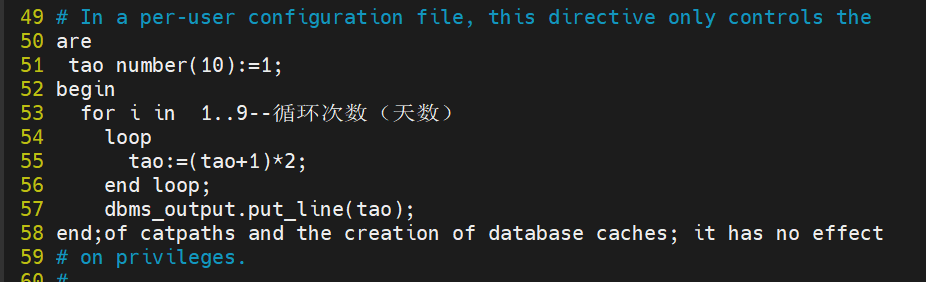 49 # In a per-user configuration file, this directive only controls the
50 are
51  tao number(10):=1;
52 begin
53   for i in  1..9--循环次数（天数）
54     loop
55       tao:=(tao+1)*2;
56     end loop;
57     dbms_output.put_line(tao);
58 end;of catpaths and the creation of database caches; it has no effect
59 # on privileges.
60 #